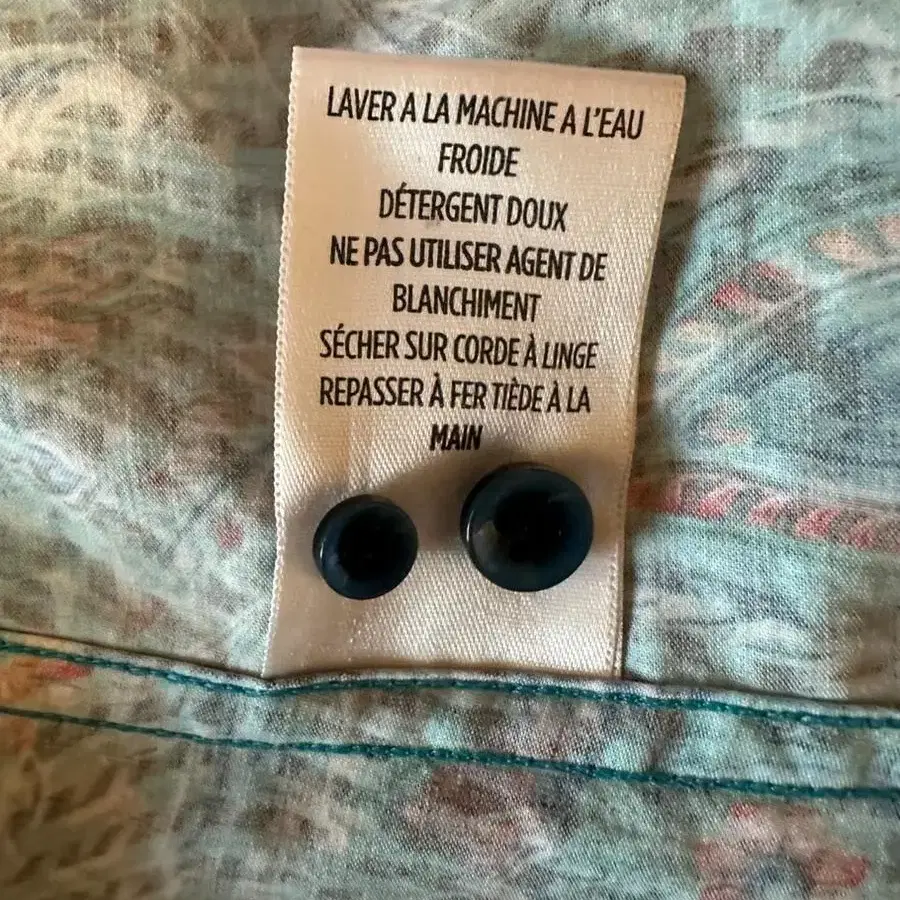 LAVER A LA MACHINE A L'EAU
FROIDE
DÉTERGENT DOUX
NE PAS UTILISER AGENT DE
BLANCHIMENT
SÉCHER SUR CORDE À LINGE
REPASSER À FER TIÈDE À LA
MAIN